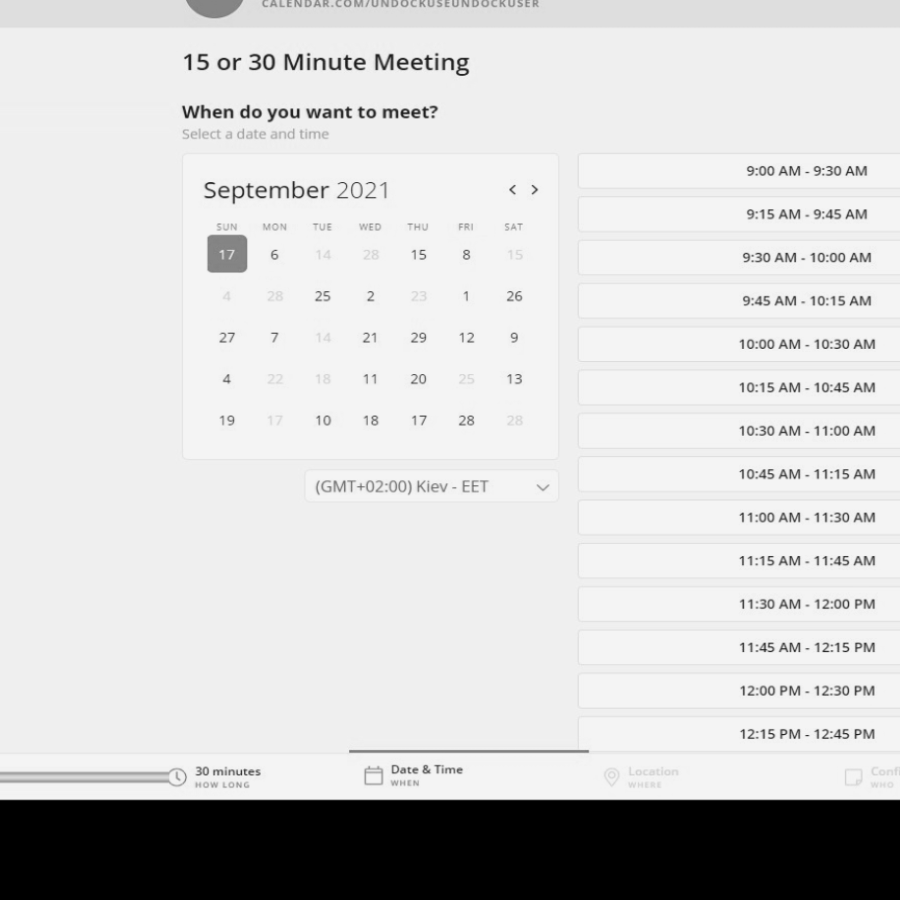 CALENDAR.COM/UNDOCKUSEUNDOCKUSER
15 or 30 Minute Meeting
When do you want to meet?
Select a date and time
September 2021 < >
SUN MON TUE WED THU FRI SAT
17 6 14 28 15 8 15
4 28 25 2 23 1 26
27 7 14 21 29 12 9
4 22 18 11 20 25 13
19 17 10 18 17 28 28
(GMT+02:00) Kiev - EET
9:00 AM - 9:30 AM
9:15 AM - 9:45 AM
9:30 AM - 10:00 AM
9:45 AM - 10:15 AM
10:00 AM - 10:30 AM
10:15 AM - 10:45 AM
10:30 AM - 11:00 AM
10:45 AM - 11:15 AM
11:00 AM - 11:30 AM
11:15 AM - 11:45 AM
11:30 AM - 12:00 PM
11:45 AM - 12:15 PM
12:00 PM - 12:30 PM
12:15 PM - 12:45 PM
30 minutes
HOW LONG
Date & Time
WHEN
Location
WHERE
Confi
WHO